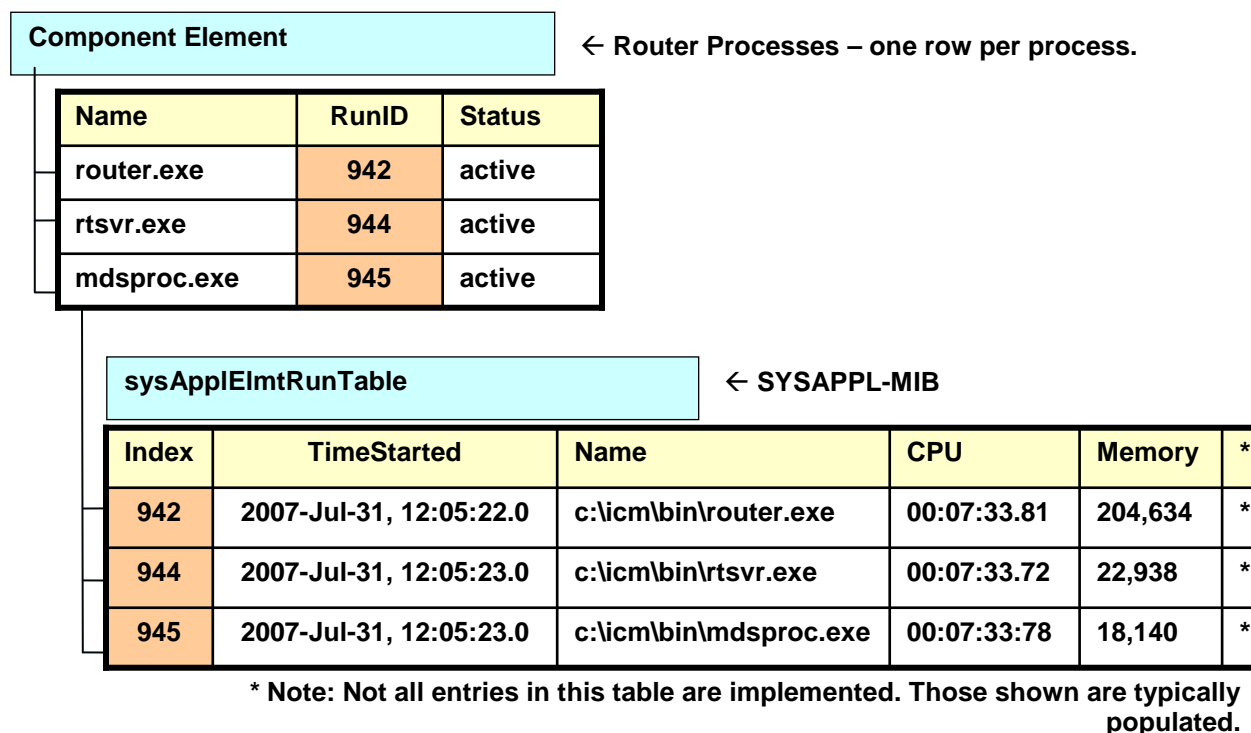 Component Element
← Router Processes – one row per process.
Name RunID Status
router.exe 942 active
rtsvr.exe 944 active
mdsproc.exe 945 active
sysApplElmtRunTable
← SYSAPPL-MIB
Index TimeStarted Name CPU Memory *
942 2007-Jul-31, 12:05:22.0 c:\icm\bin\router.exe 00:07:33.81 204,634 *
944 2007-Jul-31, 12:05:23.0 c:\icm\bin\rtsvr.exe 00:07:33.72 22,938 *
945 2007-Jul-31, 12:05:23.0 c:\icm\bin\mdsproc.exe 00:07:33:78 18,140 *
* Note: Not all entries in this table are implemented. Those shown are typically
populated.